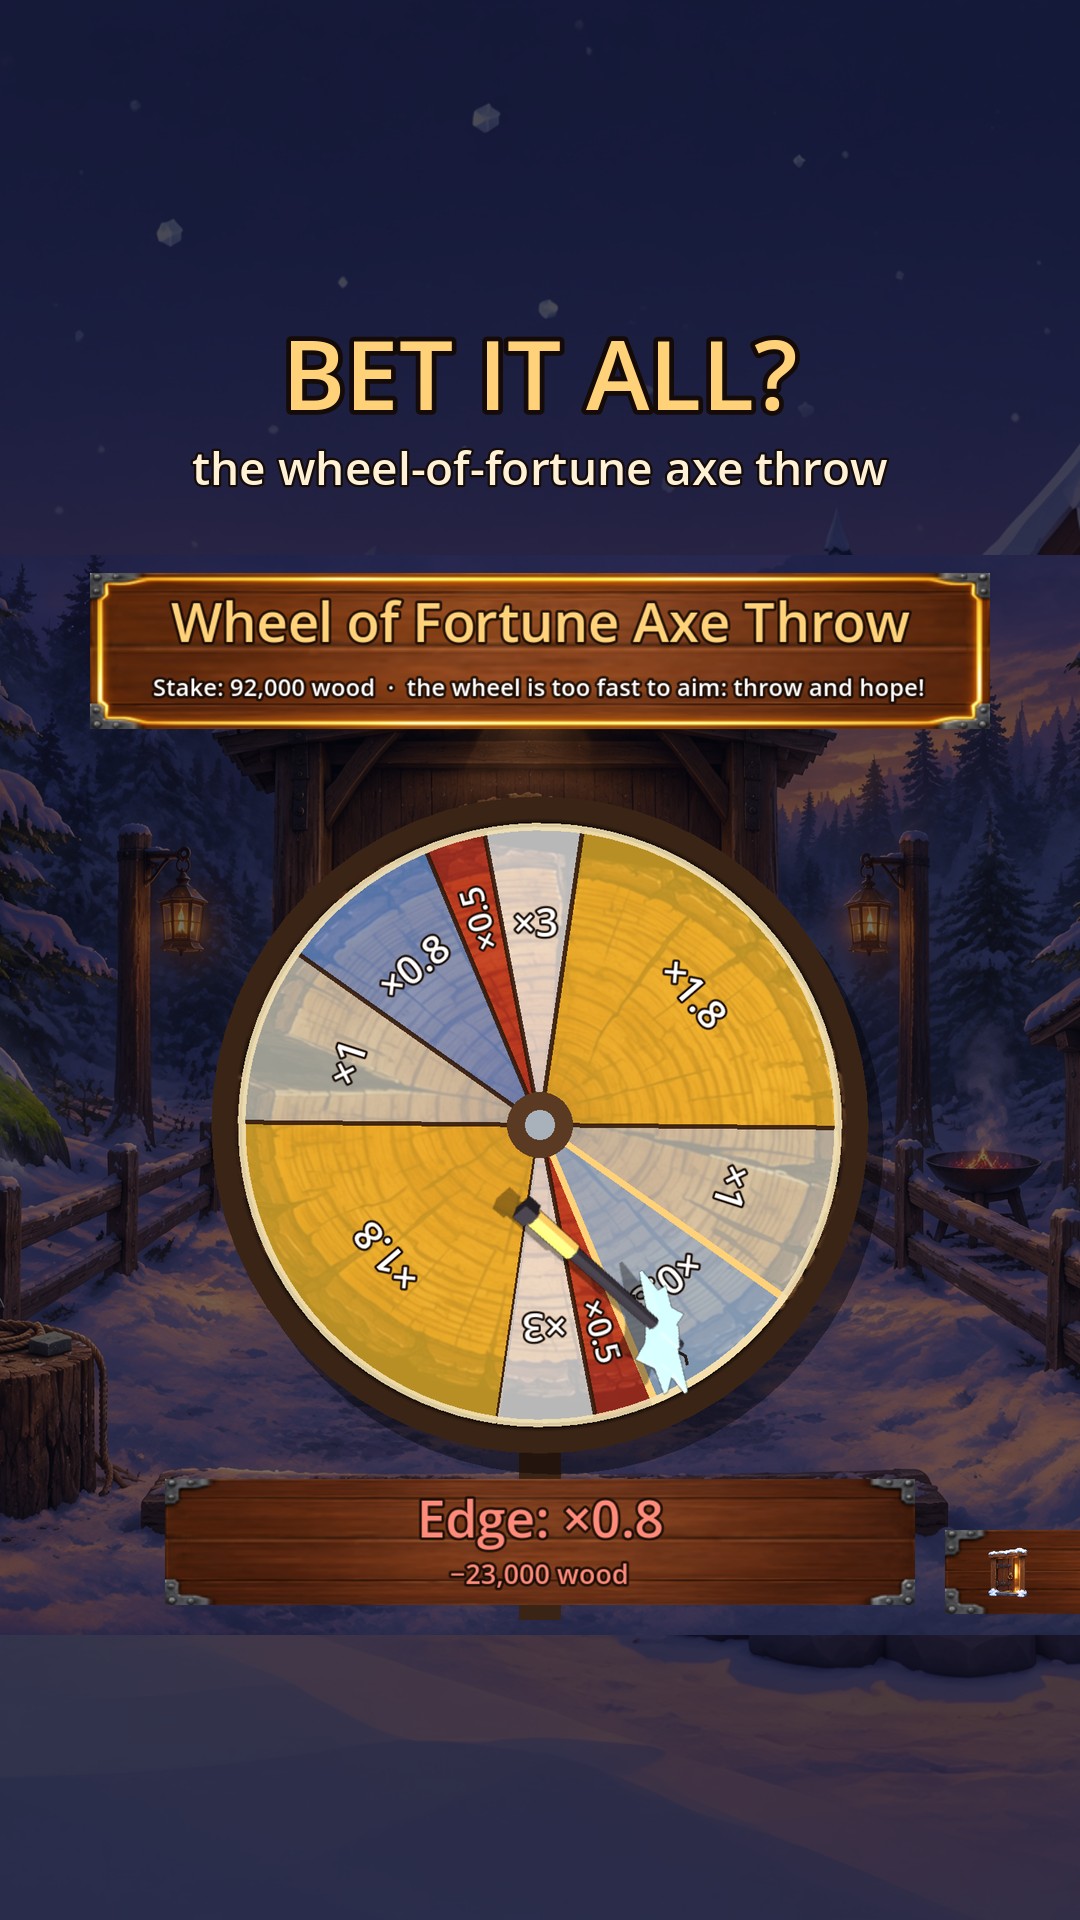 BET IT ALL?
the wheel-of-fortune axe throw
Wheel of Fortune Axe Throw
Stake: 92,000 wood · the wheel is too fast to aim: throw and hope!
×0.5
×3
×0.8
×1.8
×1
×1
×1.8
×0
×3
×0.5
Edge: ×0.8
−23,000 wood